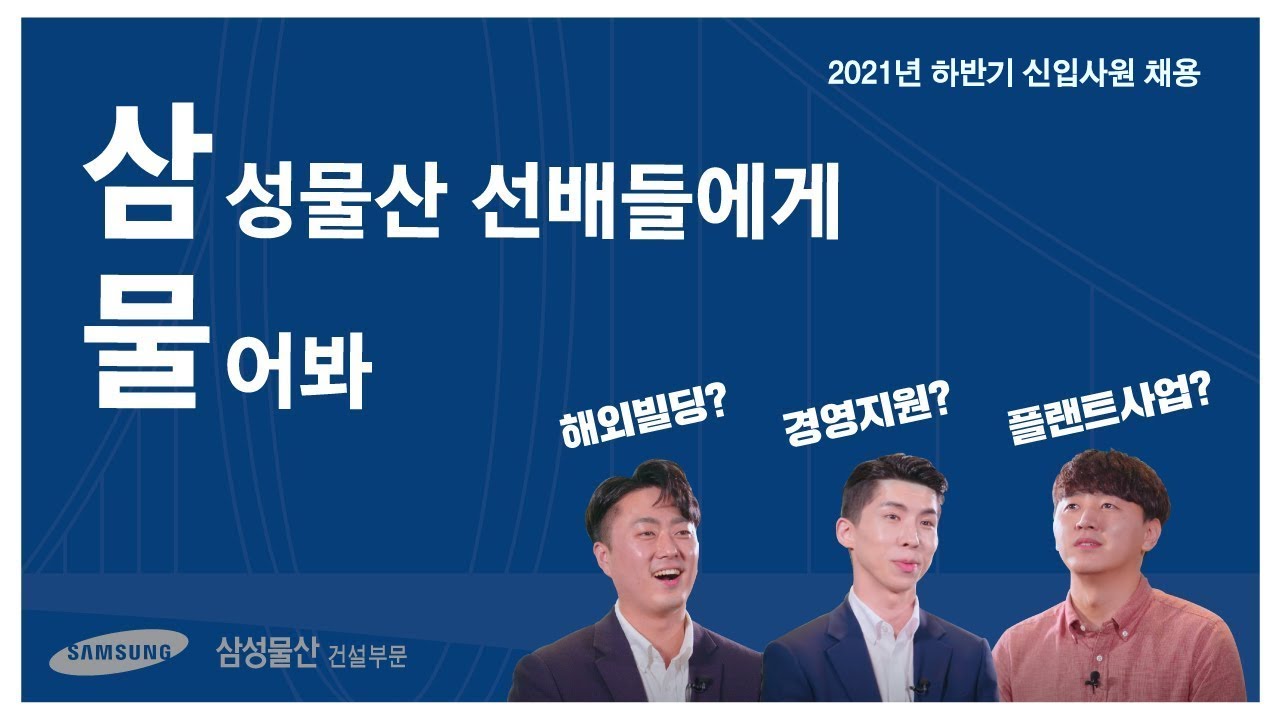 2021년 하반기 신입사원 채용
삼성물산 선배들에게
물어봐
해외빌딩?
경영지원?
플랜트사업?
SAMSUNG 삼성물산 건설부문